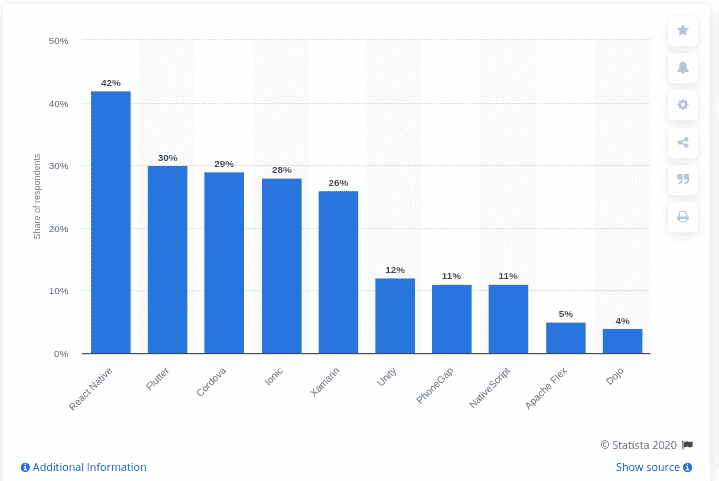 50%
40%
30%
20%
10%
0%
Share of respondents
42%
30%
29%
28%
26%
12%
11%
11%
5%
4%
React Native
Flutter
Cordova
Ionic
Xamarin
Unity
PhoneGap
NativeScript
Apache Flex
Dojo
© Statista 2020
Additional Information
Show source